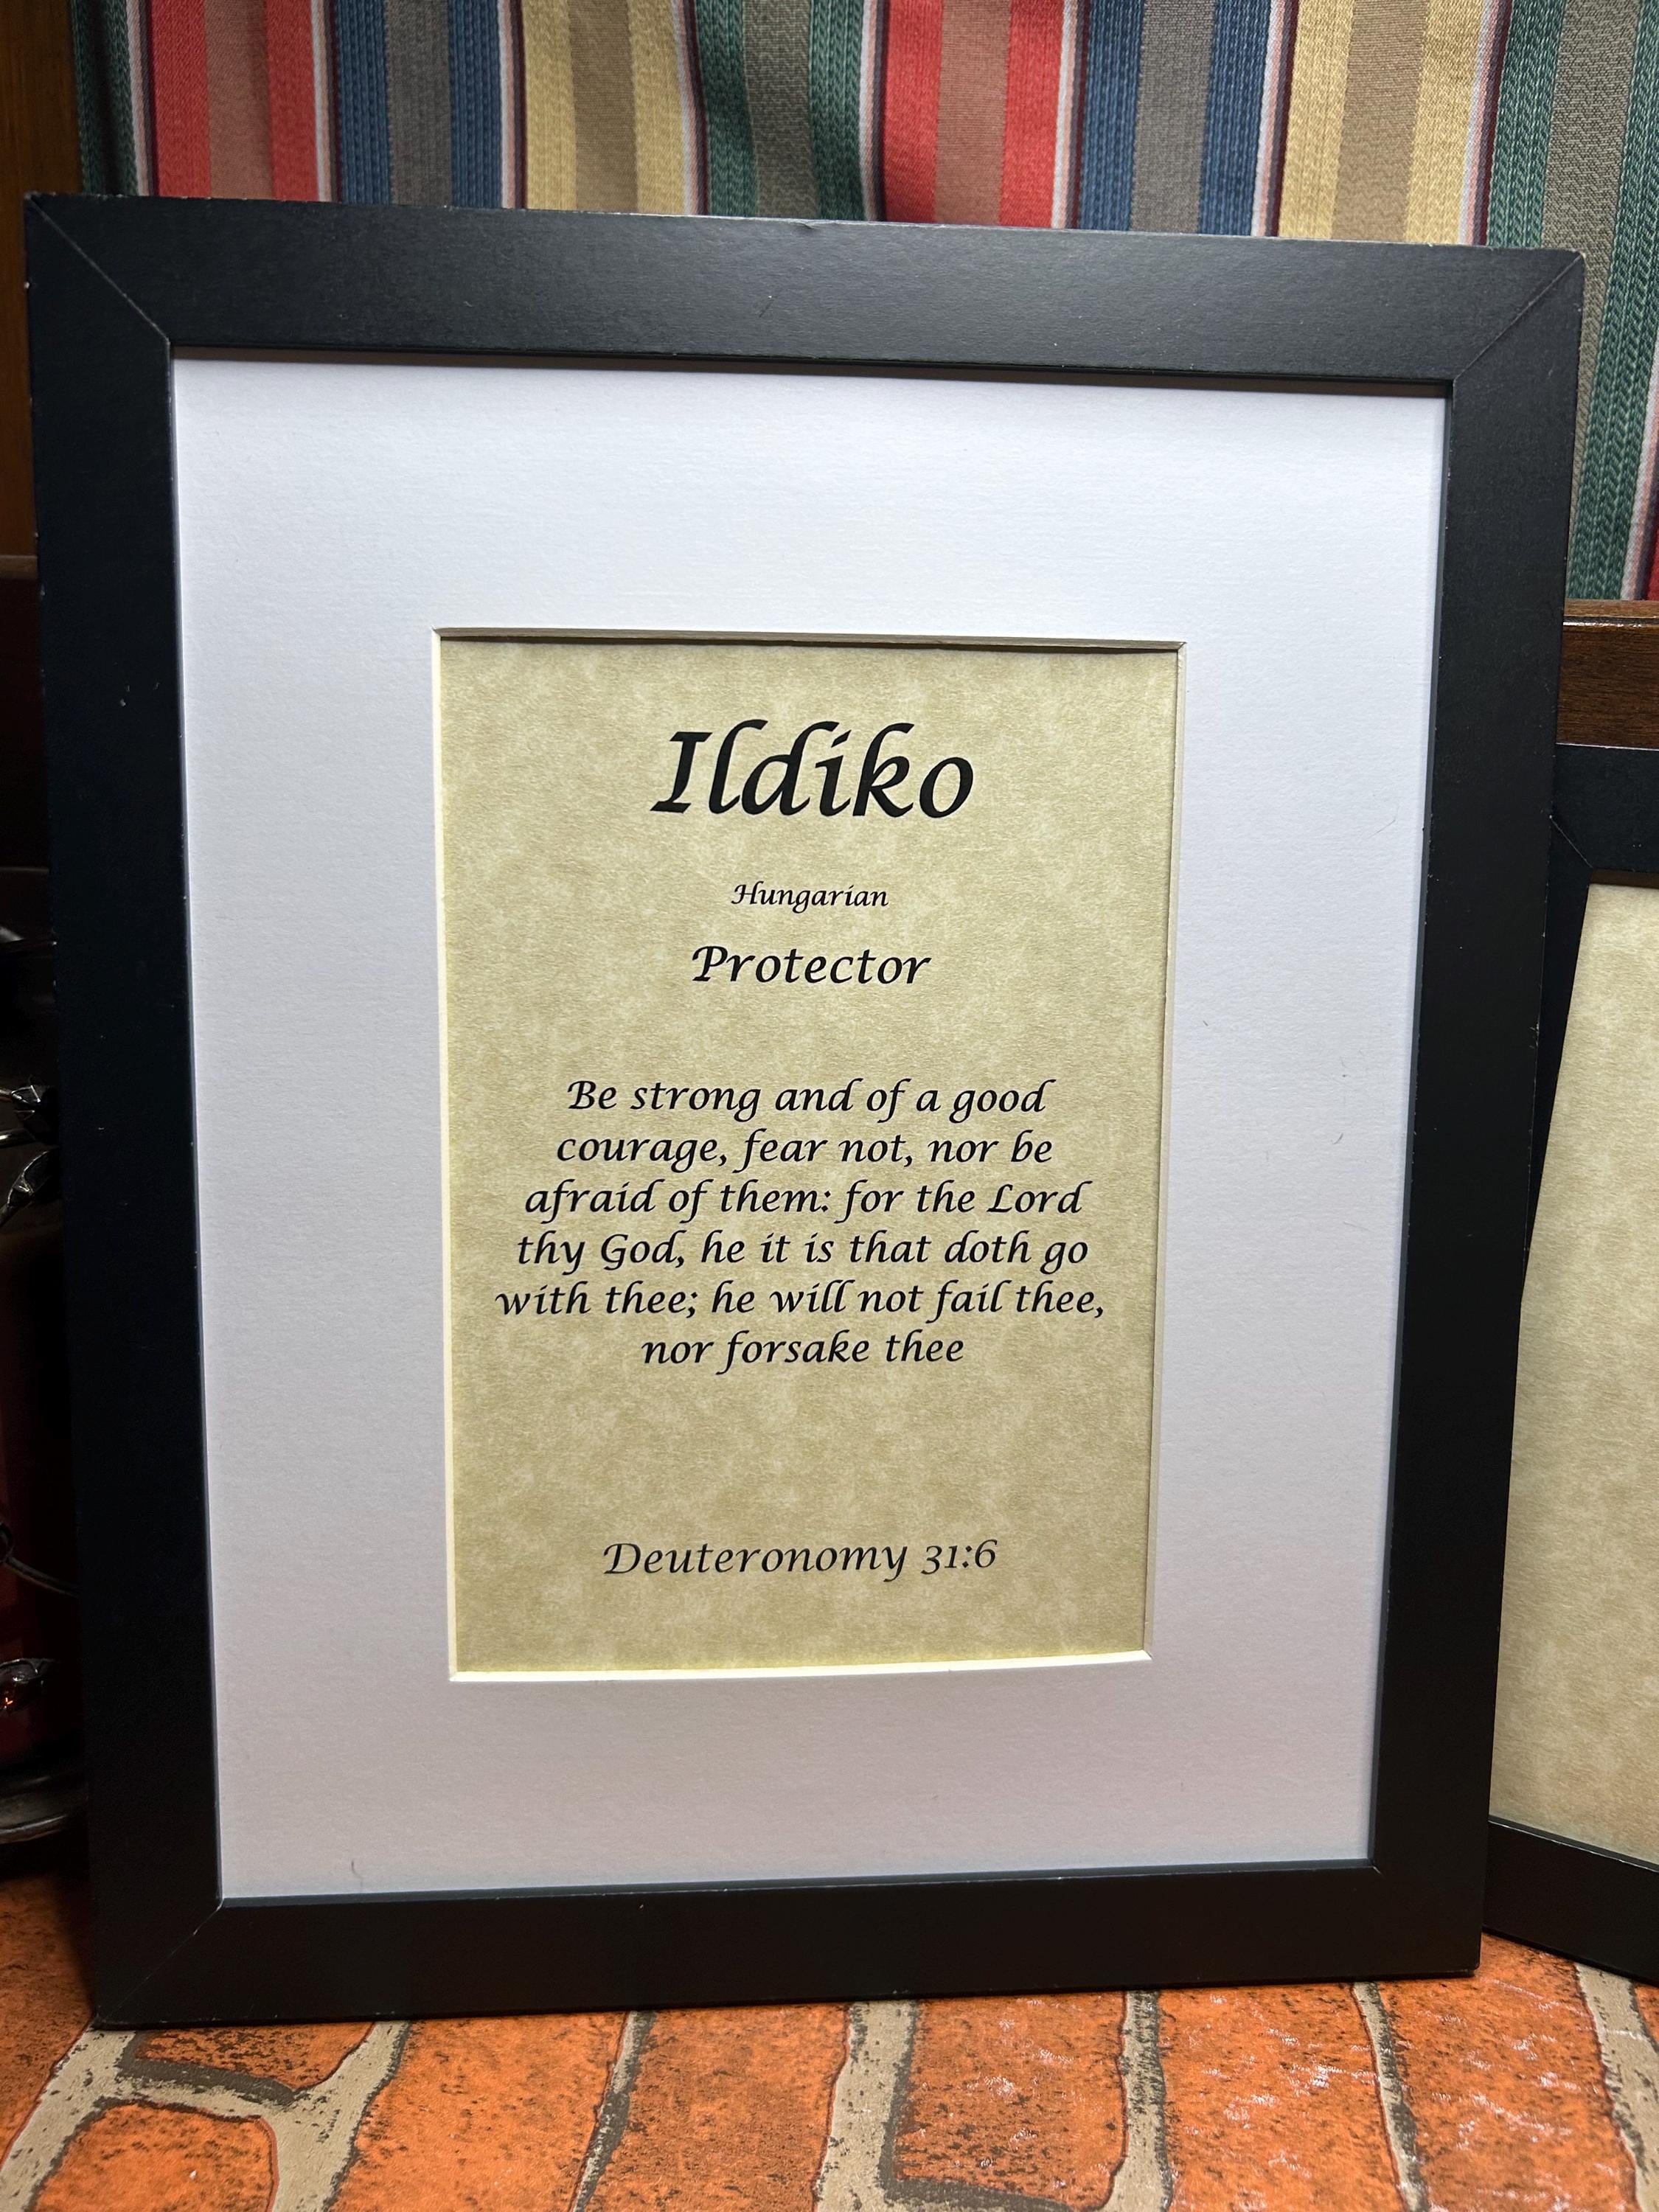 Ildiko
Hungarian
Protector
Be strong and of a good
courage, fear not, nor be
afraid of them: for the Lord
thy God, he it is that doth go
with thee; he will not fail thee,
nor forsake thee
Deuteronomy 31:6